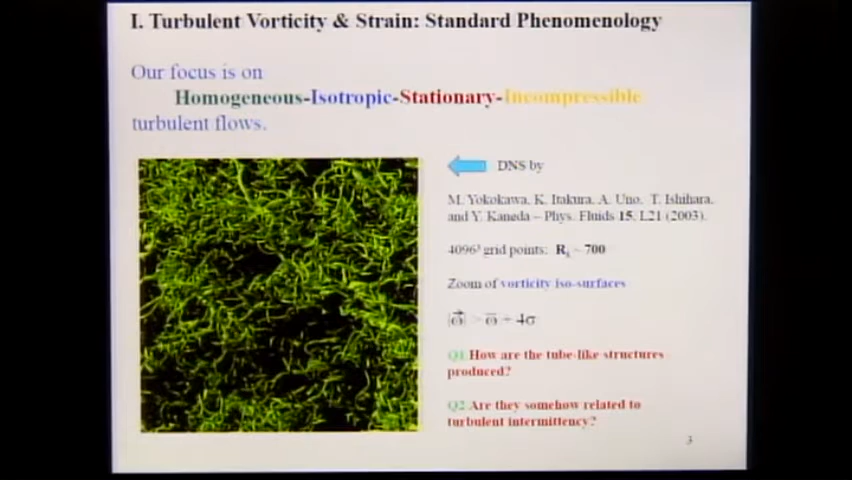 I. Turbulent Vorticity & Strain: Standard Phenomenology
Our focus is on
Homogeneous-Isotropic-Stationary-Incompressible
turbulent flows.
DNS by
M. Yokokawa, K. Itakura, A. Uno, T. Ishihara,
and Y. Kaneda – Phys. Fluids 15, L21 (2003).
4096³ grid points: Rλ ~ 700
Zoom of vorticity iso-surfaces
|ω⃗| > ω̅ + 4σ
Q1 How are the tube-like structures
produced?
Q2 Are they somehow related to
turbulent intermittency?
3